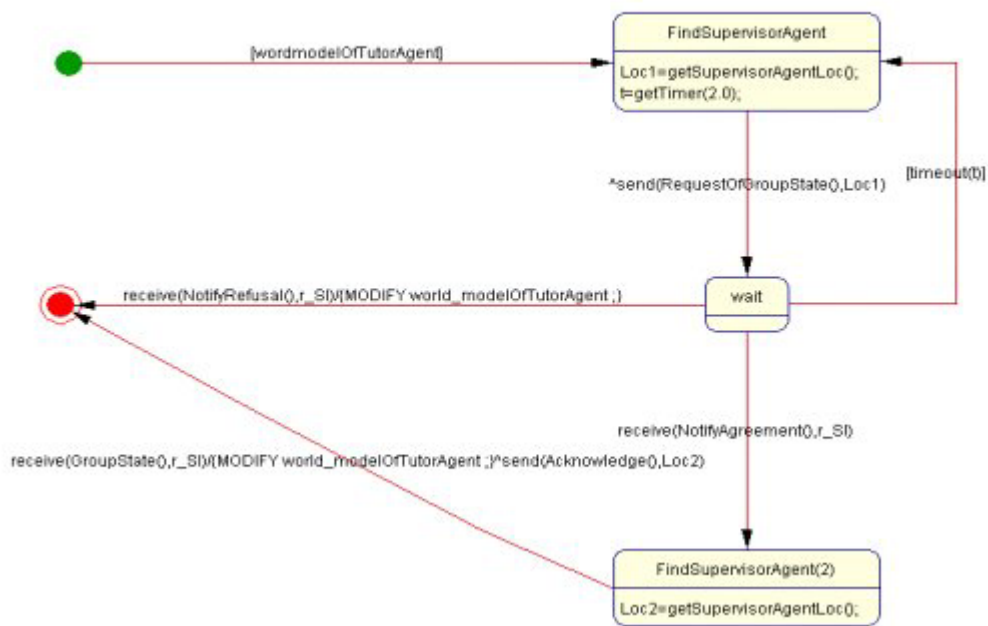 FindSupervisorAgent
[wordmodelOfTutorAgent]
Loc1=getSupervisorAgentLoc();
t=getTimer(2.0);
[timeout(t)]
^send(RequestOfGroupState(),Loc1)
receive(NotifyRefusal(),r_SI)/{MODIFY world_modelOfTutorAgent ;}
wait
receive(NotifyAgreement(),r_SI)
receive(GroupState(),r_SI)/{MODIFY world_modelOfTutorAgent ;}^send(Acknowledge(),Loc2)
FindSupervisorAgent(2)
Loc2=getSupervisorAgentLoc();